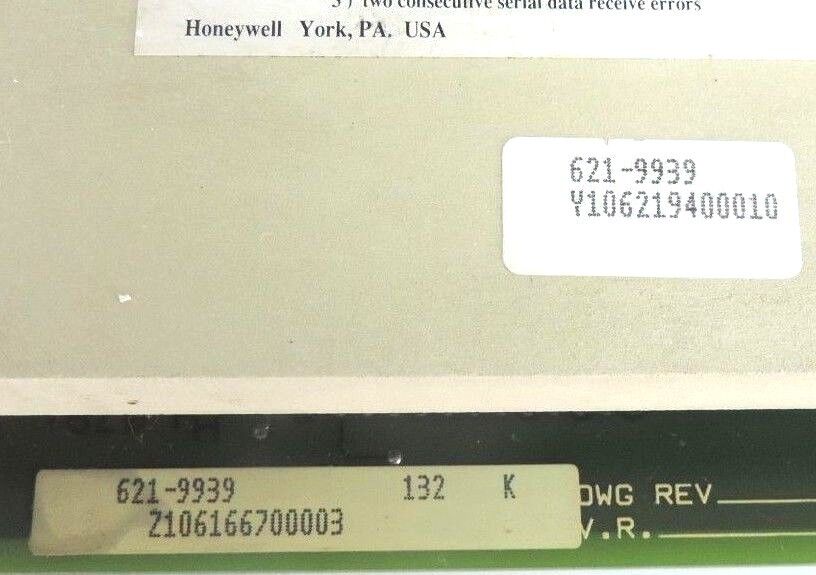 3 ) two consecutive serial data receive errors
Honeywell York, PA. USA
621-9939
Y106219400010
621-9939 132 K
Z106166700003
DWG REV
V.R.